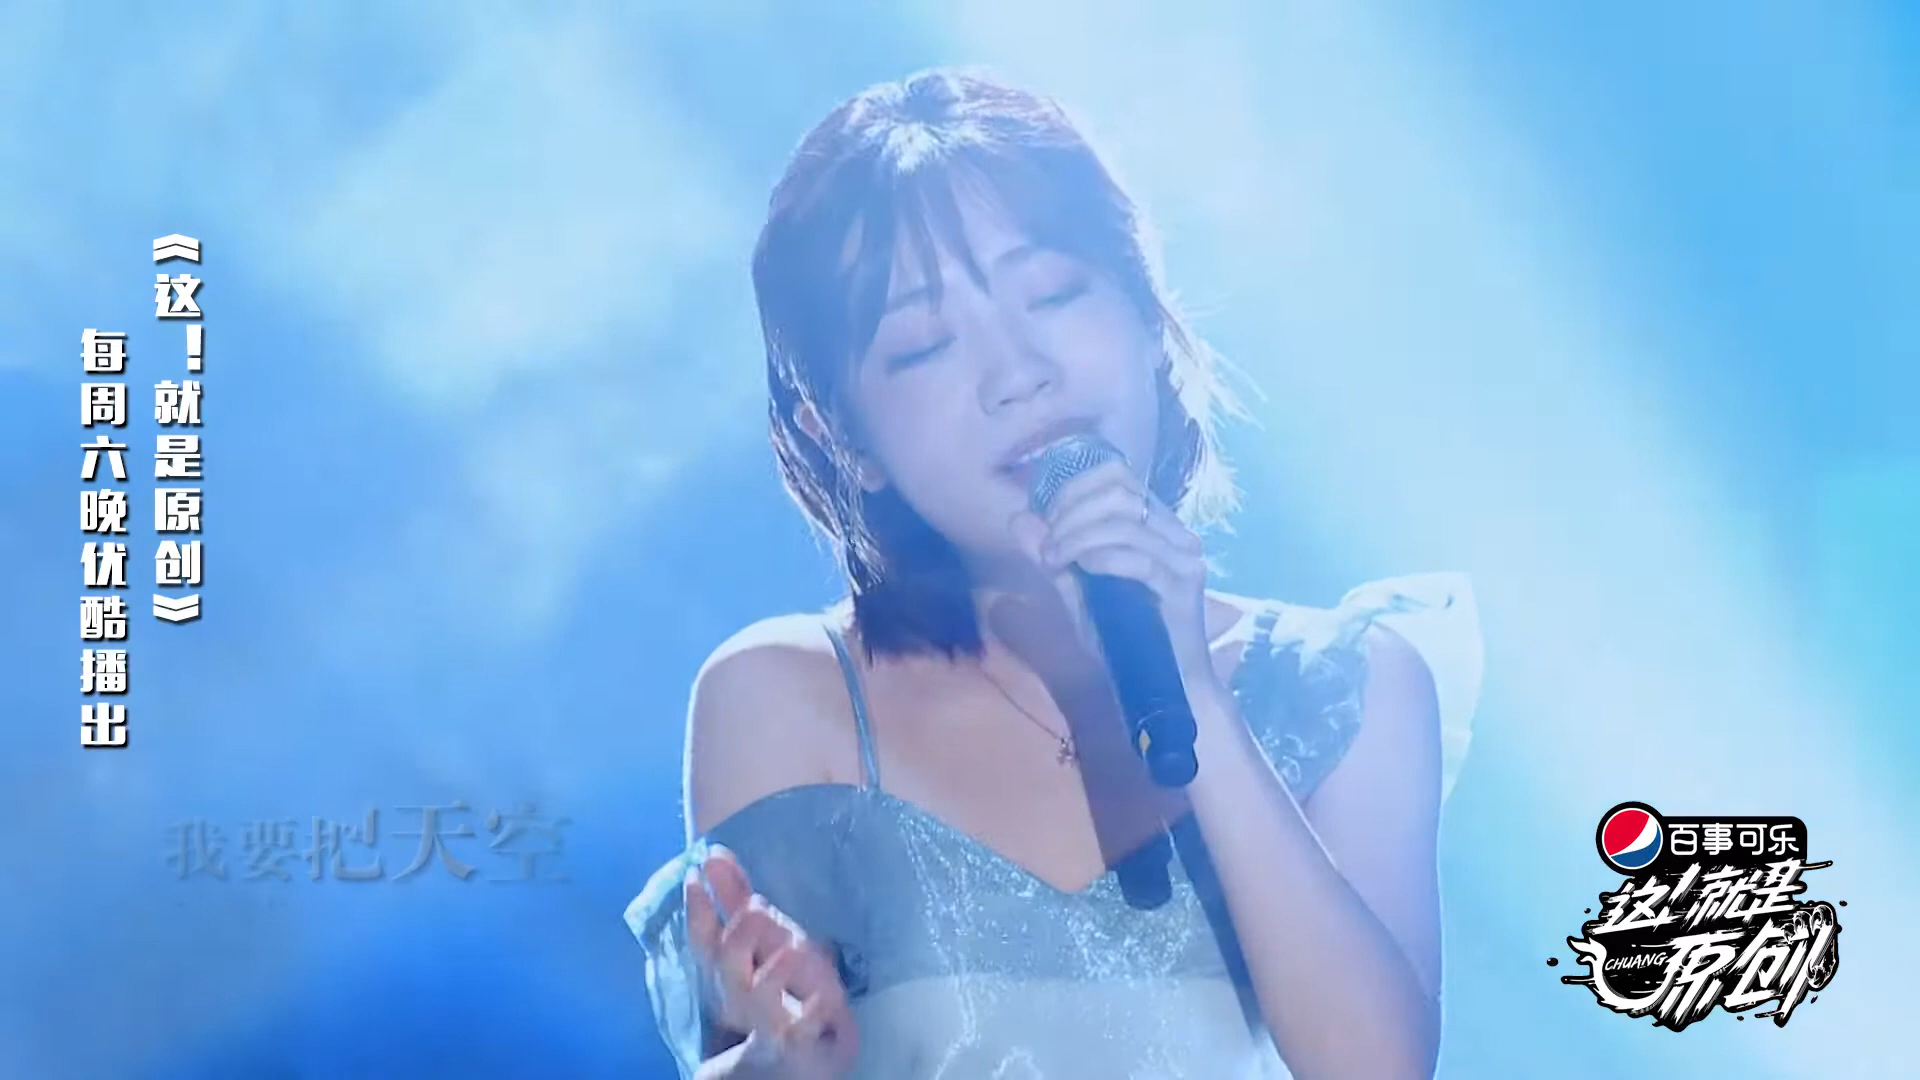 《这！就是原创》
每周六晚优酷播出
我要把天空
百事可乐
这！就是
原创
CHUANG